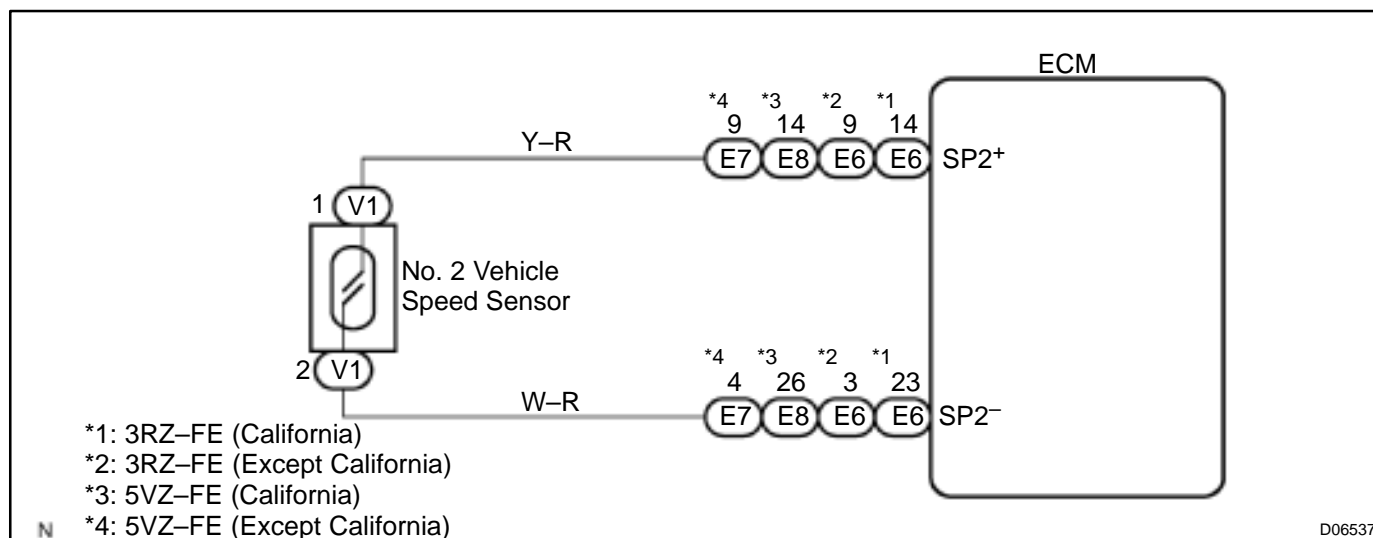 ECM
*4 *3 *2 *1
9 14 9 14
Y–R
E7 E8 E6 E6 SP2+
1 V1
No. 2 Vehicle
Speed Sensor
2 V1
*4 *3 *2 *1
4 26 3 23
W–R
E7 E8 E6 E6 SP2–
*1: 3RZ–FE (California)
*2: 3RZ–FE (Except California)
*3: 5VZ–FE (California)
*4: 5VZ–FE (Except California)
N
D06537